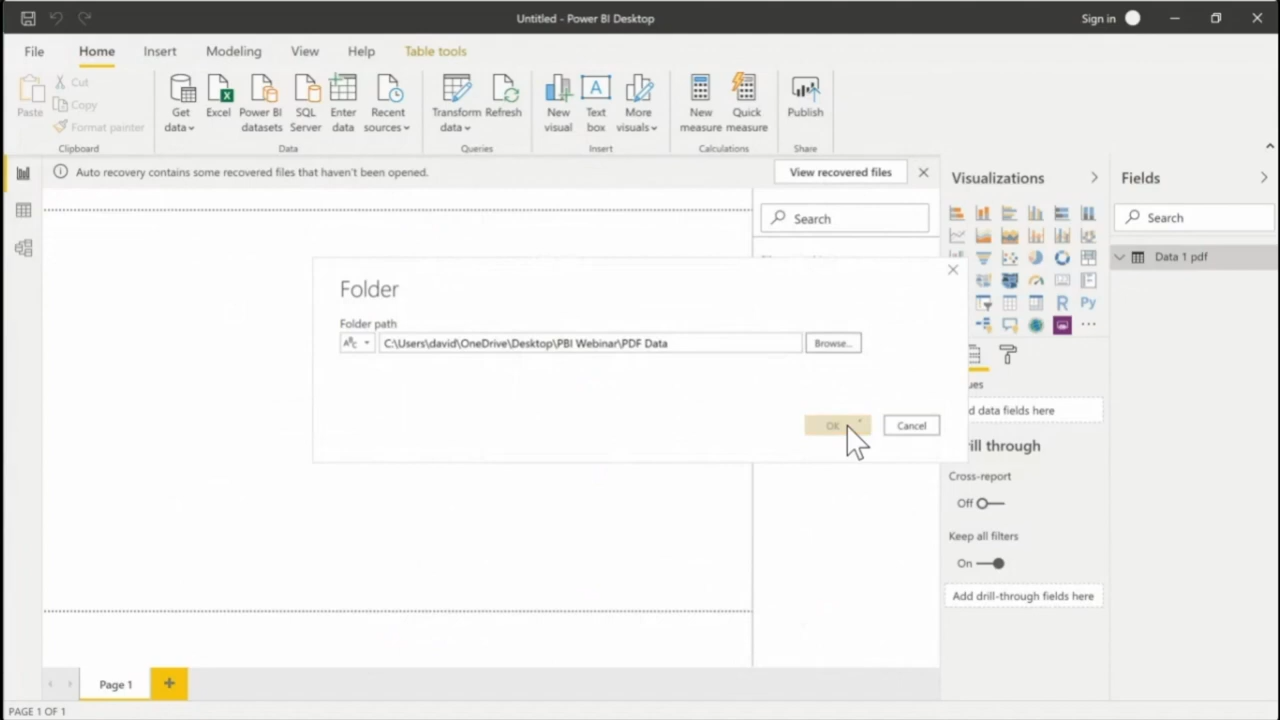 Untitled - Power BI Desktop
Sign in
File Home Insert Modeling View Help Table tools
Paste
Cut
Copy
Format painter
Clipboard
Get data
Excel
Power BI datasets
SQL Server
Enter data
Recent sources
Data
Transform data
Refresh
Queries
New visual
A
Text box
More visuals
Insert
New measure
Quick measure
Calculations
Publish
Share
Auto recovery contains some recovered files that haven't been opened.
View recovered files
Search
Folder
Folder path
ABC
C:\Users\david\OneDrive\Desktop\PBI Webinar\PDF Data
Browse...
OK
Cancel
Visualizations
R Py
ues
d data fields here
rill through
Cross-report
Off
Keep all filters
On
Add drill-through fields here
Fields
Search
Data 1 pdf
Page 1
PAGE 1 OF 1